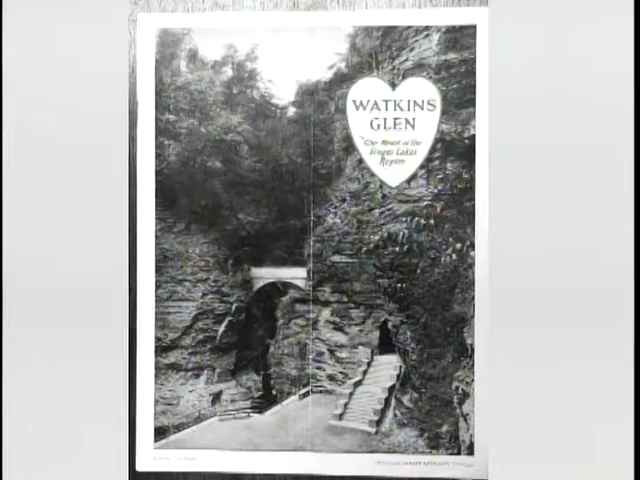 WATKINS
GLEN
The Heart of the
Finger Lakes
Region